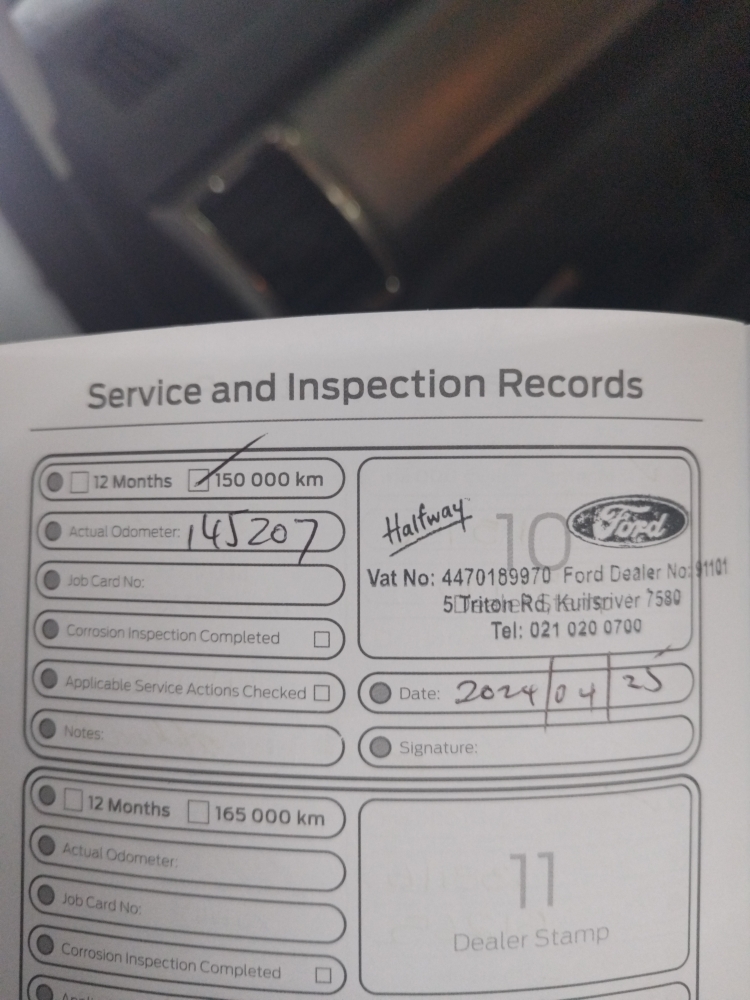 Service and Inspection Records
12 Months 150 000 km
Actual Odometer: 145207
Job Card No:
Corrosion Inspection Completed
Applicable Service Actions Checked
Notes:
10
Halfway Ford
Vat No: 4470189970 Ford Dealer No: 91101
5 Triton Rd, Kuilsriver 7580
Tel: 021 020 0700
Date: 2024/04/25
Signature:
12 Months 165 000 km
Actual Odometer:
Job Card No:
Corrosion Inspection Completed
11
Dealer Stamp